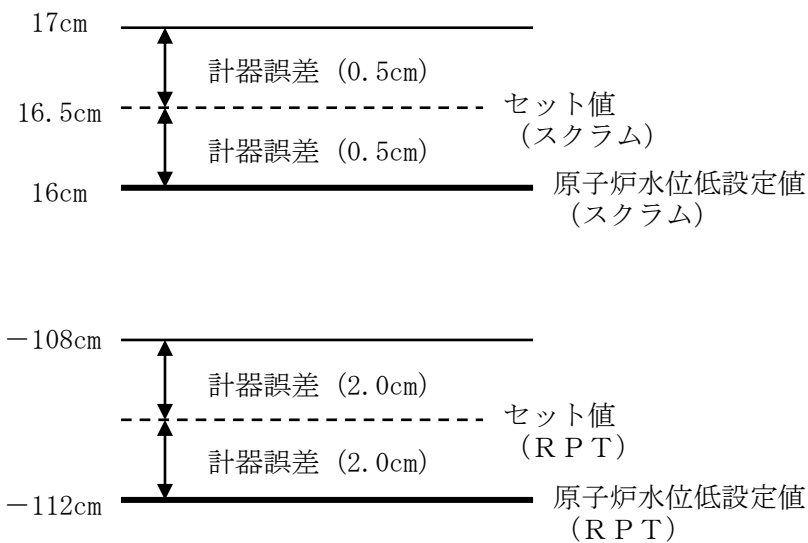 17cm
計器誤差 (0.5cm)
16.5cm
セット値
(スクラム)
計器誤差 (0.5cm)
16cm
原子炉水位低設定値
(スクラム)
－108cm
計器誤差 (2.0cm)
セット値
(ＲＰＴ)
計器誤差 (2.0cm)
－112cm
原子炉水位低設定値
(ＲＰＴ)